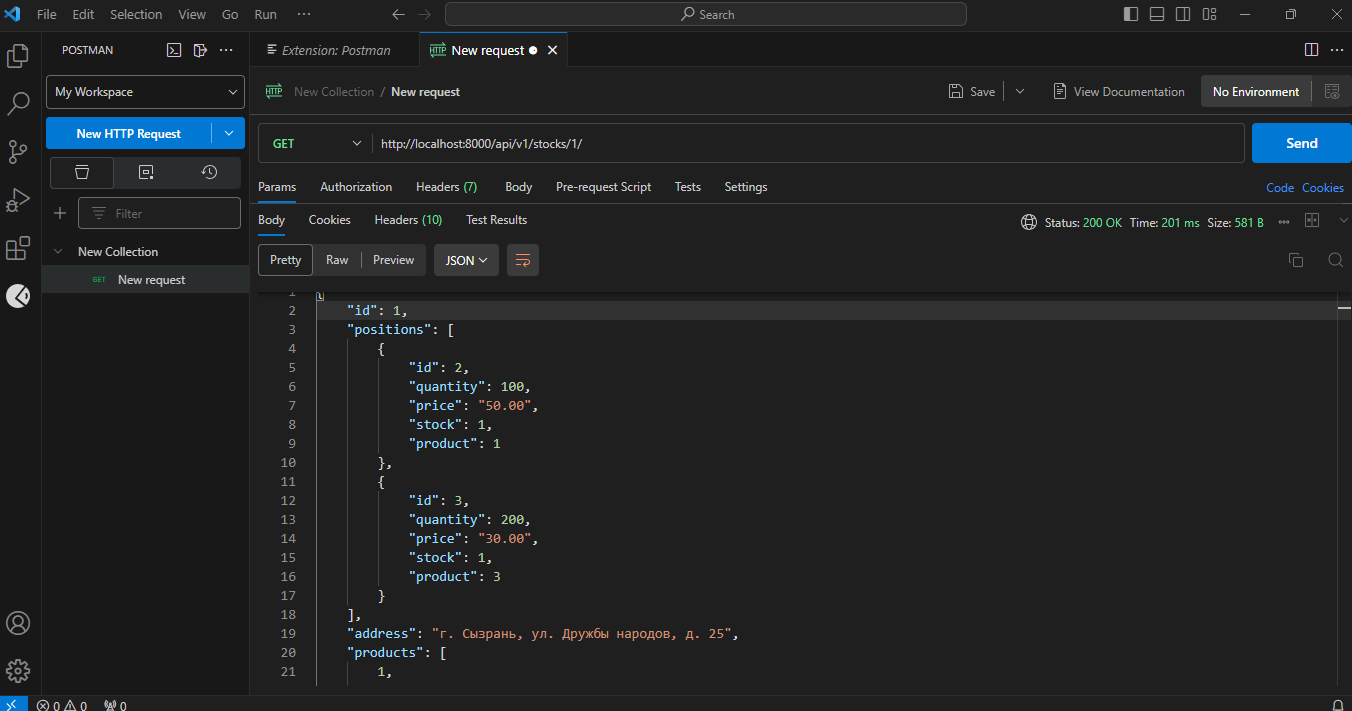 File Edit Selection View Go Run ··· Search
POSTMAN
Extension: Postman
HTTP New request
My Workspace
HTTP New Collection / New request
Save
View Documentation
No Environment
New HTTP Request
GET
http://localhost:8000/api/v1/stocks/1/
Send
Params Authorization Headers (7) Body Pre-request Script Tests Settings
Code Cookies
Filter
Body Cookies Headers (10) Test Results
Status: 200 OK Time: 201 ms Size: 581 B
New Collection
GET New request
Pretty Raw Preview JSON
1 {
2 "id": 1,
3 "positions": [
4 {
5 "id": 2,
6 "quantity": 100,
7 "price": "50.00",
8 "stock": 1,
9 "product": 1
10 },
11 {
12 "id": 3,
13 "quantity": 200,
14 "price": "30.00",
15 "stock": 1,
16 "product": 3
17 }
18 ],
19 "address": "г. Сызрань, ул. Дружбы народов, д. 25",
20 "products": [
21 1,
0 0 0